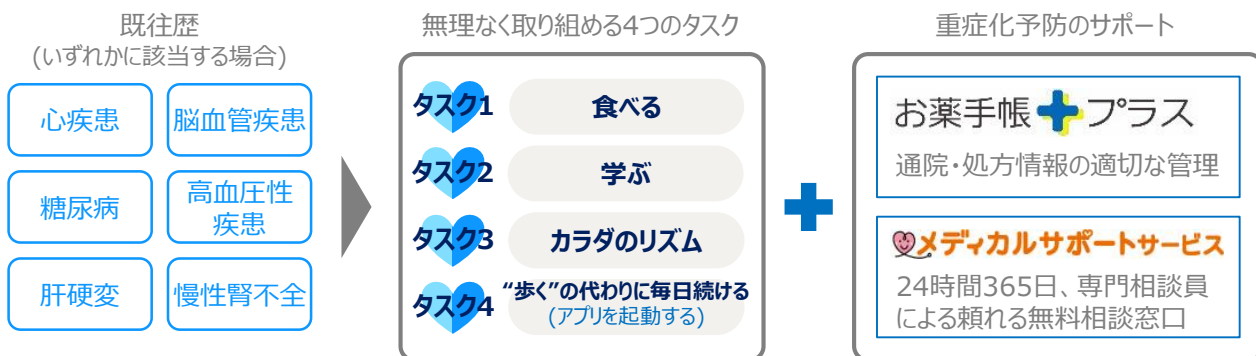 既往歴
(いずれかに該当する場合)
心疾患
脳血管疾患
糖尿病
高血圧性
疾患
肝硬変
慢性腎不全
無理なく取り組める4つのタスク
タスク1
食べる
タスク2
学ぶ
タスク3
カラダのリズム
タスク4
“歩く”の代わりに毎日続ける
(アプリを起動する)
重症化予防のサポート
お薬手帳プラス
通院・処方情報の適切な管理
メディカルサポートサービス
24時間365日、専門相談員
による頼れる無料相談窓口